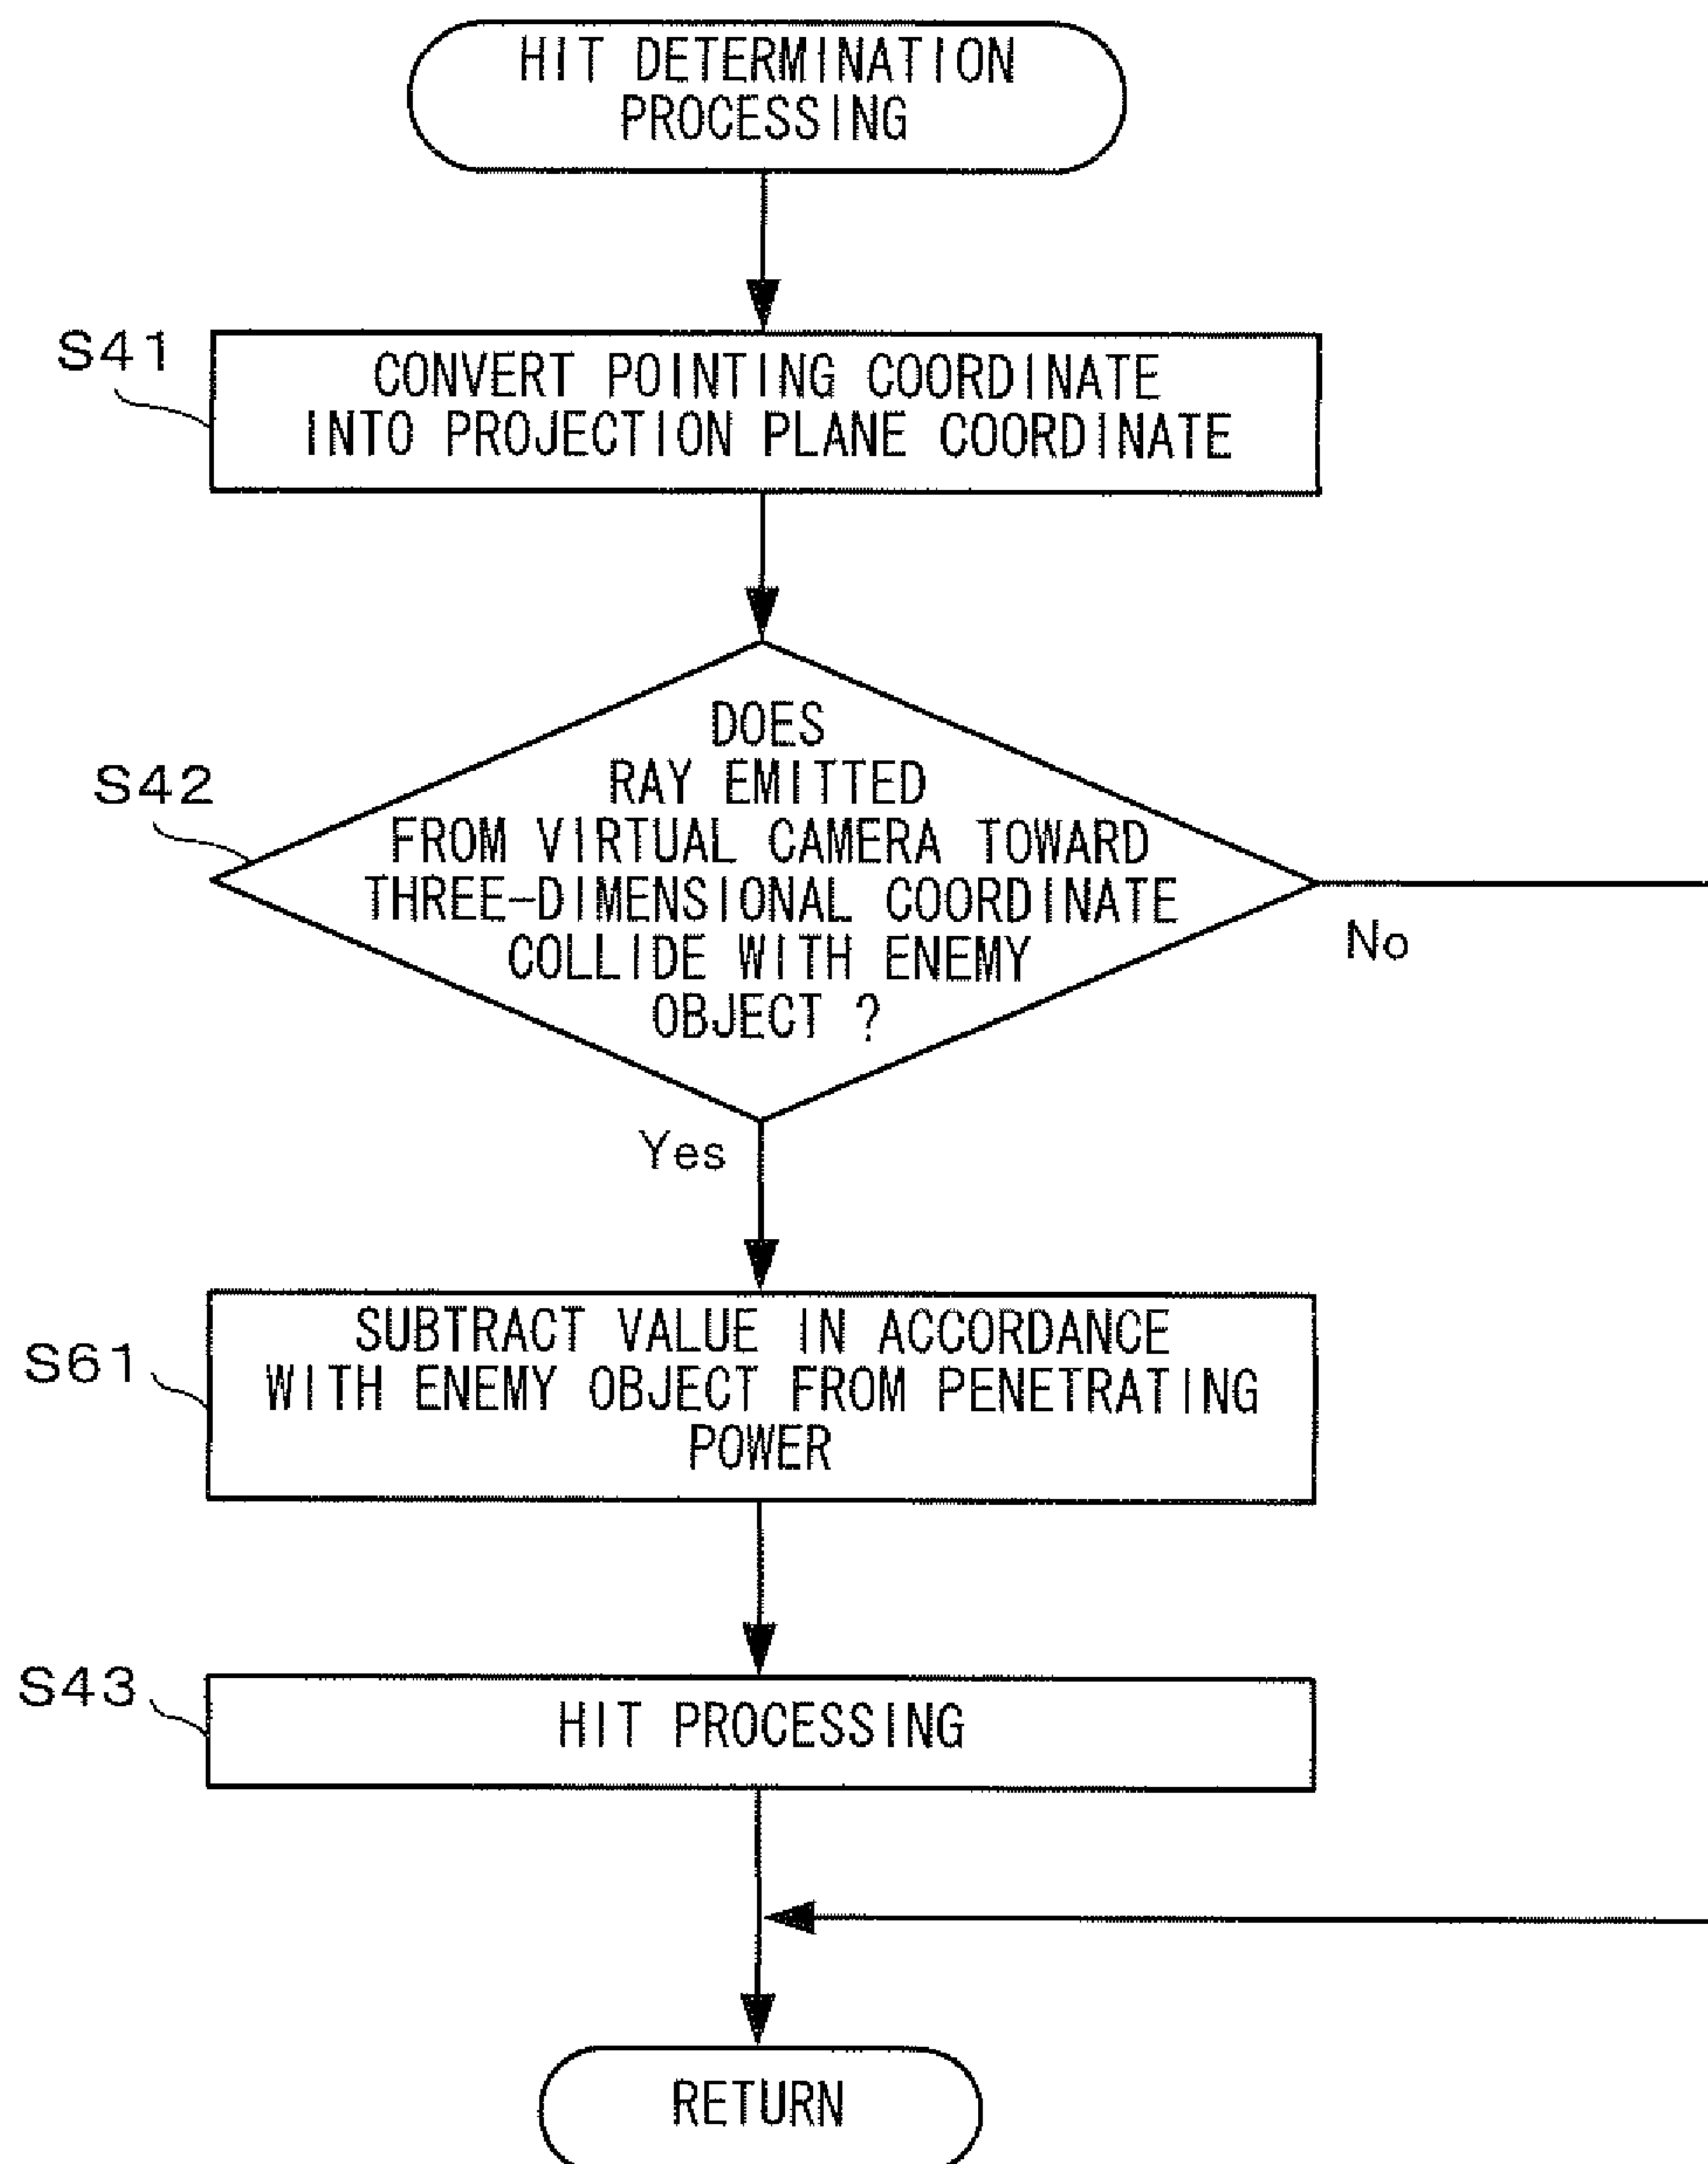 HIT DETERMINATION
PROCESSING
S41
CONVERT POINTING COORDINATE
INTO PROJECTION PLANE COORDINATE
S42
DOES
RAY EMITTED
FROM VIRTUAL CAMERA TOWARD
THREE-DIMENSIONAL COORDINATE
COLLIDE WITH ENEMY
OBJECT ?
No
Yes
S61
SUBTRACT VALUE IN ACCORDANCE
WITH ENEMY OBJECT FROM PENETRATING
POWER
S43
HIT PROCESSING
RETURN